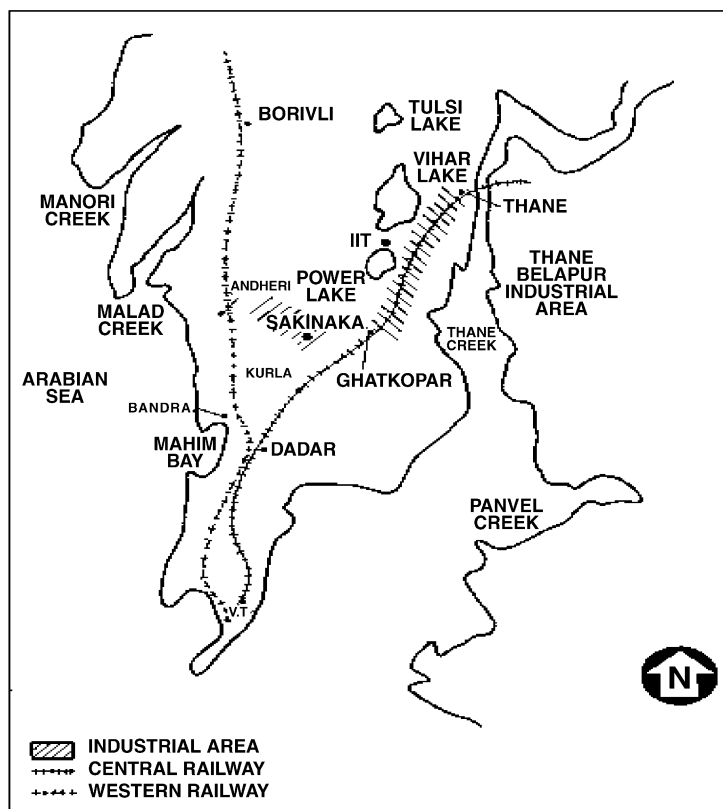 BORIVLI
TULSI
LAKE
VIHAR
LAKE
MANORI
CREEK
THANE
IIT
THANE
BELAPUR
INDUSTRIAL
AREA
POWER
LAKE
ANDHERI
MALAD
CREEK
SAKINAKA
THANE
CREEK
KURLA
GHATKOPAR
ARABIAN
SEA
BANDRA
MAHIM
BAY
DADAR
PANVEL
CREEK
V.T
N
INDUSTRIAL AREA
CENTRAL RAILWAY
WESTERN RAILWAY